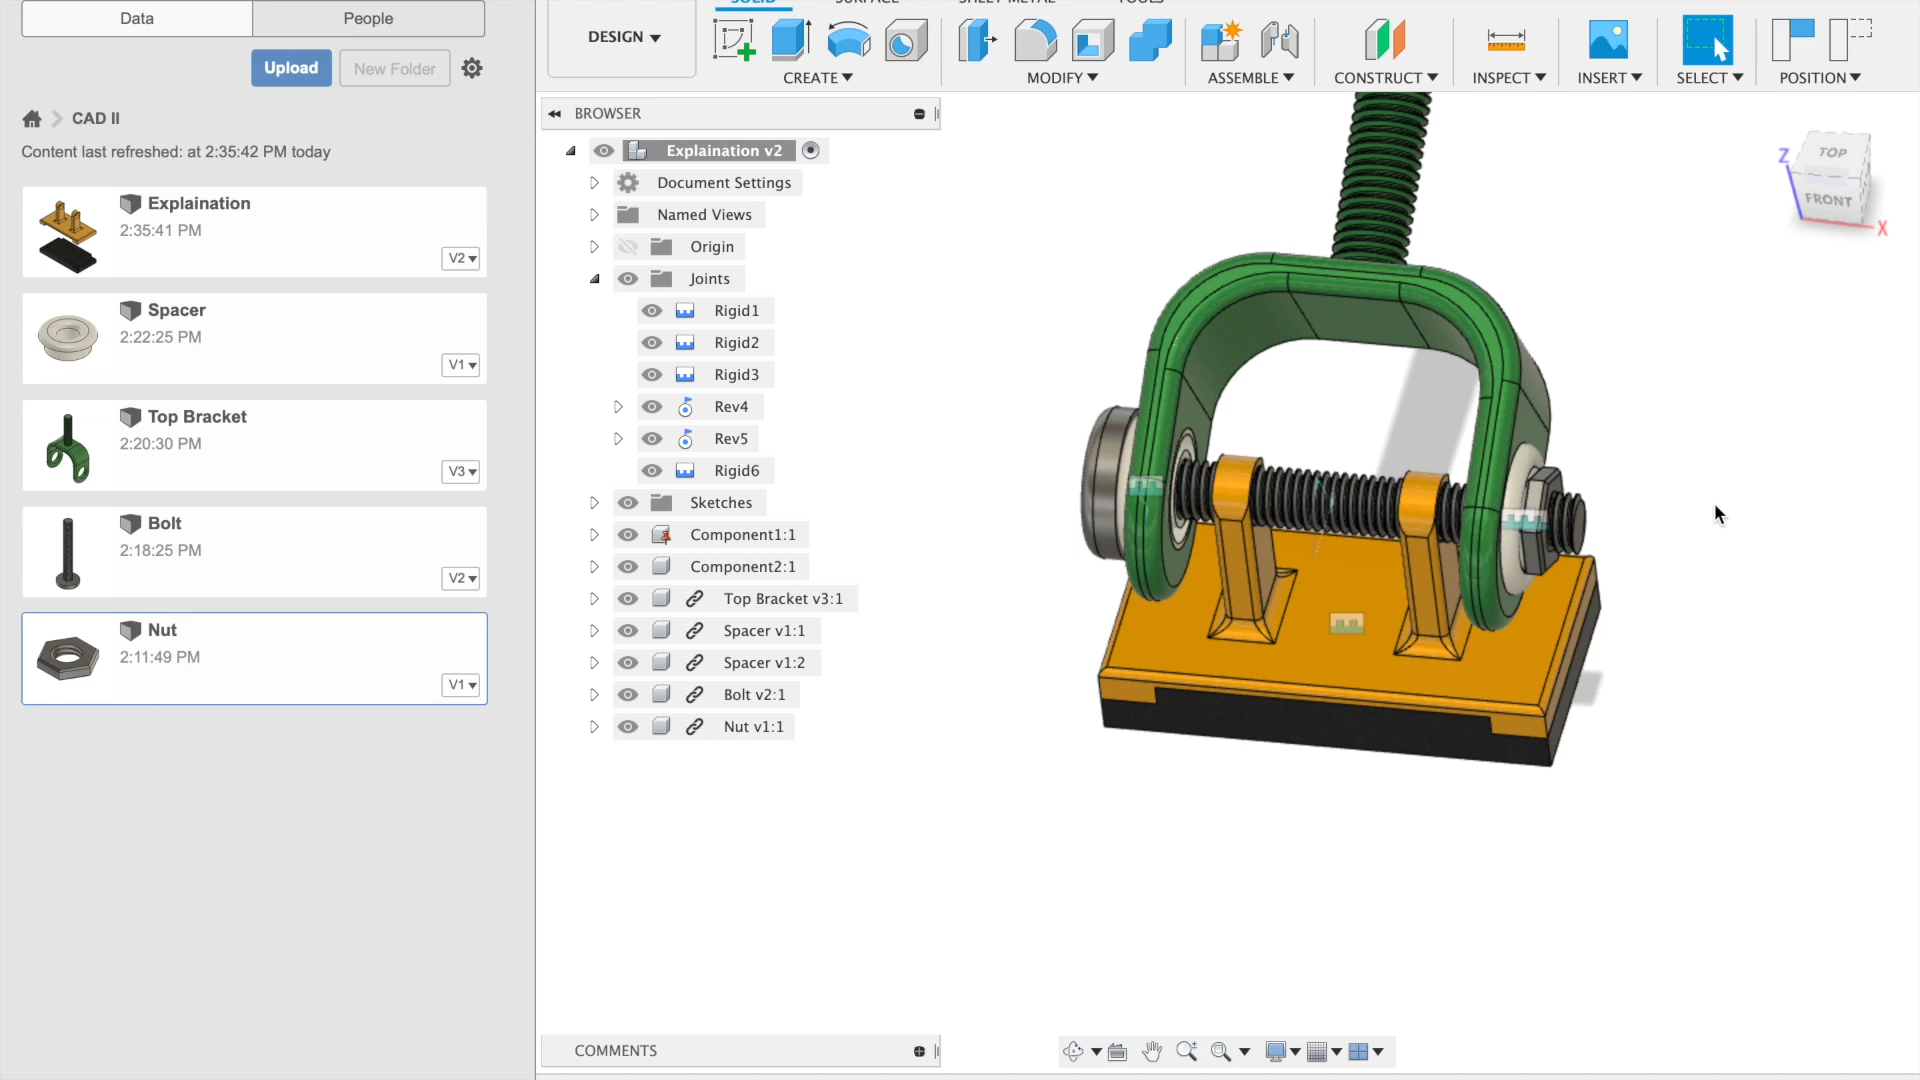 Data
People
SOLID
SURFACE
SHEET METAL
TOOLS
DESIGN
CREATE
MODIFY
ASSEMBLE
CONSTRUCT
INSPECT
INSERT
SELECT
POSITION
Upload
New Folder
CAD II
Content last refreshed: at 2:35:42 PM today
Explaination
2:35:41 PM
V2
Spacer
2:22:25 PM
V1
Top Bracket
2:20:30 PM
V3
Bolt
2:18:25 PM
V2
Nut
2:11:49 PM
V1
BROWSER
Explaination v2
Document Settings
Named Views
Origin
Joints
Rigid1
Rigid2
Rigid3
Rev4
Rev5
Rigid6
Sketches
Component1:1
Component2:1
Top Bracket v3:1
Spacer v1:1
Spacer v1:2
Bolt v2:1
Nut v1:1
TOP
FRONT
Z
X
COMMENTS